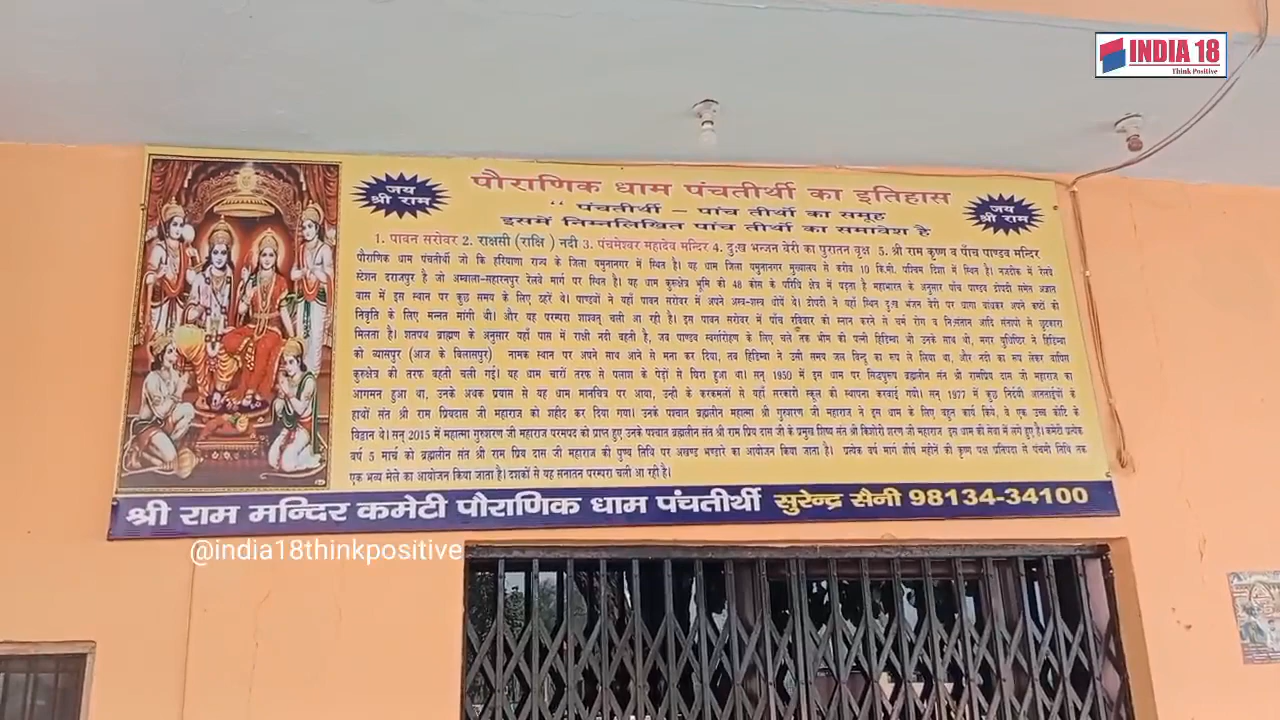 INDIA 18
Think Positive
जय
श्री राम
पौराणिक धाम पंचतीर्थी का इतिहास
जय
श्री राम
“ पंचतीर्थी – पांच तीर्थो का समूह
इसमें निम्नलिखित पांच तीर्थो का समावेश है
1. पावन सरोवर 2. राक्षसी (राक्षि ) नदी 3. पंचमेश्वर महादेव मन्दिर 4. दुःख भन्जन बेरी का पुरातन वृक्ष 5. श्री राम कृष्ण व पाँच पाण्डव मन्दिर
पौराणिक धाम पंचतीर्थी जो कि हरियाणा राज्य के जिला यमुनानगर में स्थित है। यह धाम जिला यमुनानगर मुख्यालय से करीब 10 कि.मी. पश्चिम दिशा में स्थित है। नजदीक में रेलवे
स्टेशन दराजपुर है जो अम्बाला-सहारनपुर रेलवे मार्ग पर स्थित है। यह धाम कुरुक्षेत्र भूमि की 48 कोस के परिधि क्षेत्र में पड़ता है महाभारत के अनुसार पांच पाण्डव द्रोपदी समेत अज्ञात
वास में इस स्थान पर कुछ समय के लिए ठहरें थे। पाण्डवों ने यहाँ पावन सरोवर में अपने अस्त्र-शस्त्र धोयें थे। द्रोपदी ने यहाँ स्थित दुःख भंजन बेरी पर धागा बांधकर अपने कष्टों की
निवृति के लिए मन्नत मांगी थी। और यह परम्परा शाश्वत् चली आ रही है। इस पावन सरोवर में पाँच रविवार की स्नान करने से चर्म रोग व निःसंतान आदि संतापो से छुटकारा
मिलता है। शतपथ ब्राह्मण के अनुसार यहाँ पास में राक्षी नदी बहती है, जब पाण्डव स्वर्गारोहण के लिए चले तक भीम की पत्नी हिडिम्बा भी उनके साथ थी, मगर युधिष्ठिर ने हिडिम्बा
को व्यासपुर (आज के बिलासपुर) नामक स्थान पर अपने साथ आने से मना कर दिया, तब हिडिम्बा ने उसी समय जल बिन्दु का रूप ले लिया था, और नदी का रूप लेकर वापिस
कुरुक्षेत्र की तरफ बहती चली गई। यह धाम चारों तरफ से पलाश के पेड़ों से घिरा हुआ था। सन् 1950 में इस धाम पर सिद्धपुरूष ब्रह्मलीन संत श्री रामप्रिय दास जी महाराज का
आगमन हुआ था, उनके अथक प्रयास से यह धाम मानचित्र पर आया, उन्ही के करकमलों से यहाँ सरकारी स्कूल की स्थापना करवाई गयी। सन् 1977 में कुछ निर्दयी आतताईयों के
हाथों संत श्री राम प्रियदास जी महाराज को शहीद कर दिया गया। उनके पश्चात ब्रह्मलीन महात्मा श्री गुरुशरण जी महाराज ने इस धाम के लिए बहुत कार्य किये, वे एक उच्च कोटि के
विद्वान थे। सन् 2015 में महात्मा गुरुशरण जी महाराज परमपद को प्राप्त हुए उनके पश्चात ब्रह्मलीन संत श्री राम प्रिय दास जी के प्रमुख शिष्य संत श्री किशोरी शरण जी महाराज इस धाम की सेवा में लगे हुए है। कमेटी प्रत्येक
वर्ष 5 मार्च को ब्रह्मलीन संत श्री राम प्रिय दास जी महाराज की पुण्य तिथि पर अखण्ड भण्डारे का आयोजन किया जाता है। प्रत्येक वर्ष मार्ग शीर्ष महीने की कृष्ण पक्ष प्रतिपदा से पंचमी तिथि तक
एक भव्य मेले का आयोजन किया जाता है। दशकों से यह सनातन परम्परा चली आ रही है।
श्री राम मन्दिर कमेटी पौराणिक धाम पंचतीर्थी सुरेन्द्र सैनी 98134-34100
@india18thinkpositive